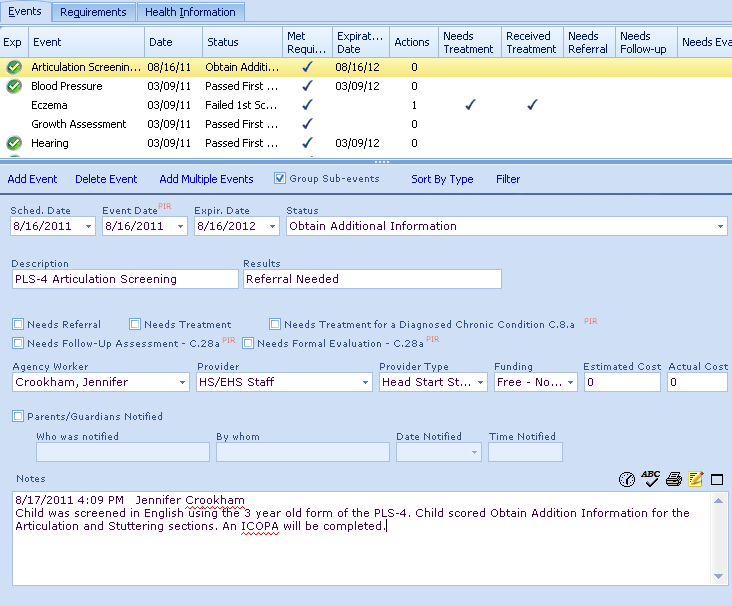 Events Requirements Health Information
Exp Event Date Status Met Requi... Expirat... Date Actions Needs Treatment Received Treatment Needs Referral Needs Follow-up Needs Eva
Articulation Screenin... 08/16/11 Obtain Additi... 08/16/12 0
Blood Pressure 03/09/11 Passed First ... 03/09/12 0
Eczema 03/09/11 Failed 1st Sc... 1
Growth Assessment 03/09/11 Passed First ... 0
Hearing 03/09/11 Passed First ... 03/09/12 0
Add Event Delete Event Add Multiple Events Group Sub-events Sort By Type Filter
Sched. Date Event Date PIR Expir. Date Status
8/16/2011 8/16/2011 8/16/2012 Obtain Additional Information
Description Results
PLS-4 Articulation Screening Referral Needed
Needs Referral Needs Treatment Needs Treatment for a Diagnosed Chronic Condition C.8.a PIR
Needs Follow-Up Assessment - C.28a PIR Needs Formal Evaluation - C.28a PIR
Agency Worker Provider Provider Type Funding Estimated Cost Actual Cost
Crookham, Jennifer HS/EHS Staff Head Start St... Free - No... 0 0
Parents/Guardians Notified
Who was notified By whom Date Notified Time Notified
Notes ABC
8/17/2011 4:09 PM Jennifer Crookham
Child was screened in English using the 3 year old form of the PLS-4. Child scored Obtain Addition Information for the
Articulation and Stuttering sections. An ICOPA will be completed.